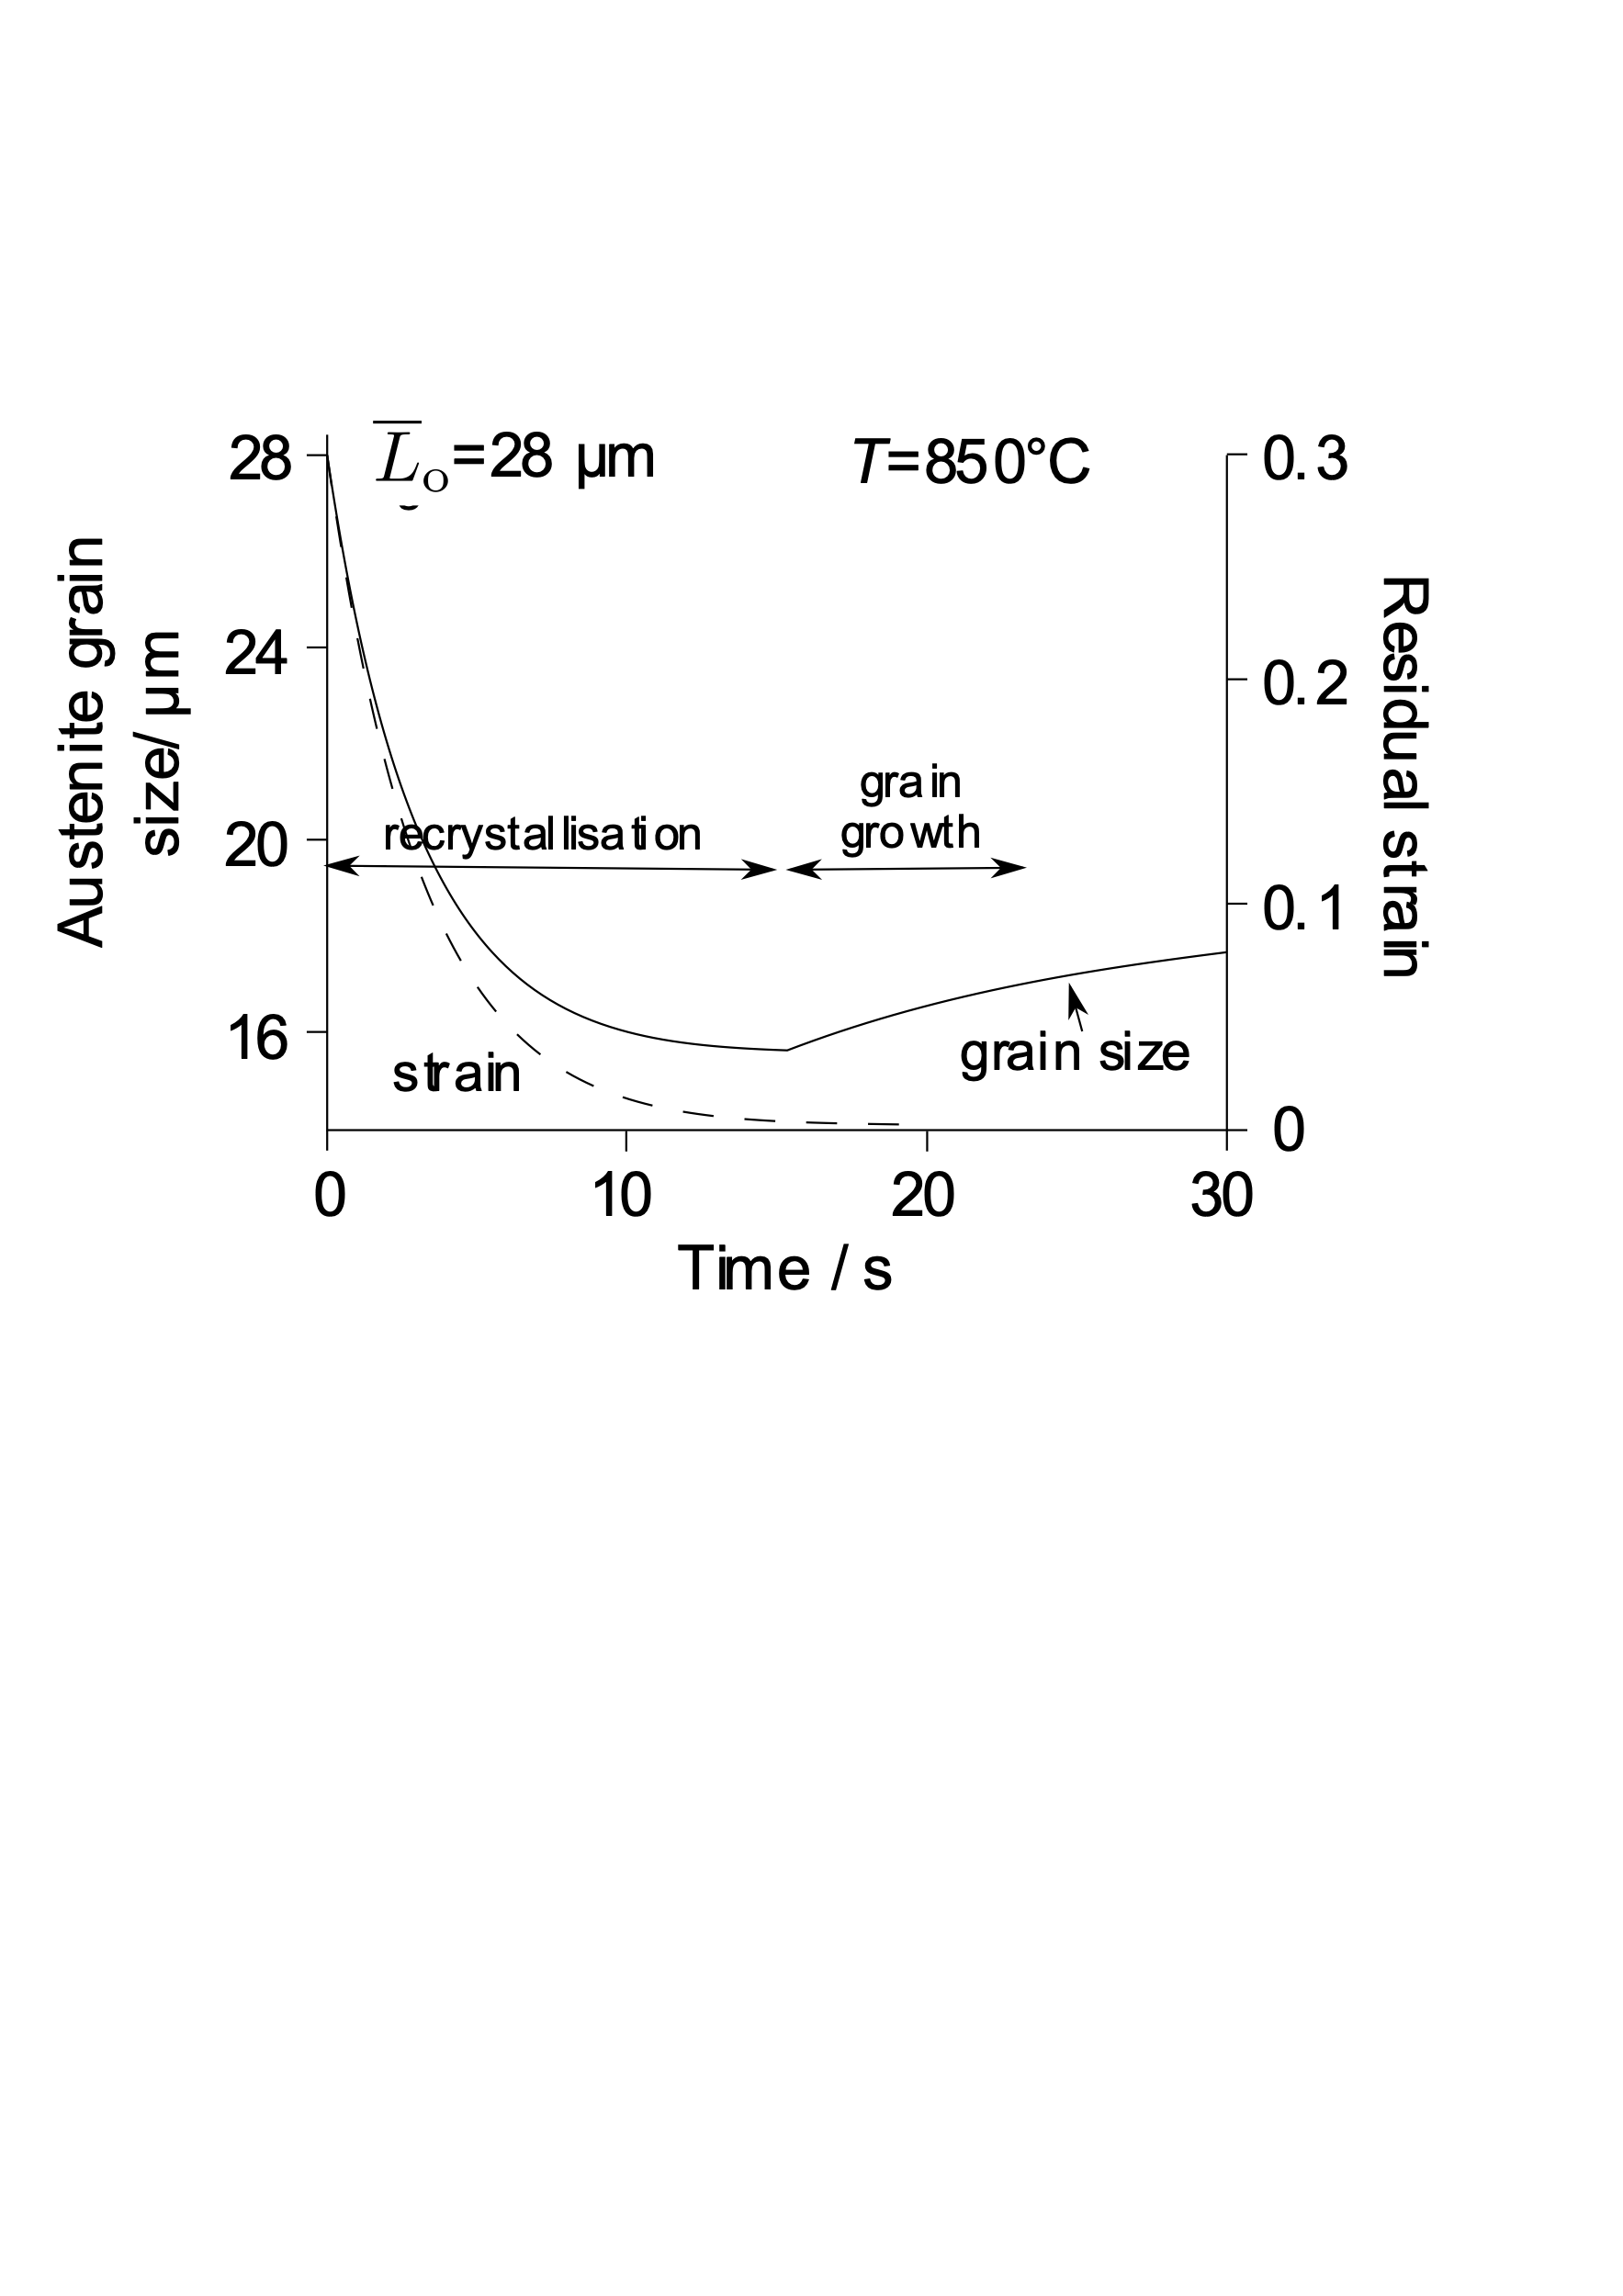 L̅o=28 µm
T=850°C
28
24
20
16
Austenite grain
size/ µm
0.3
0.2
0.1
0
Residual strain
recrystallisation
grain
growth
strain
grain size
0
10
20
30
Time / s